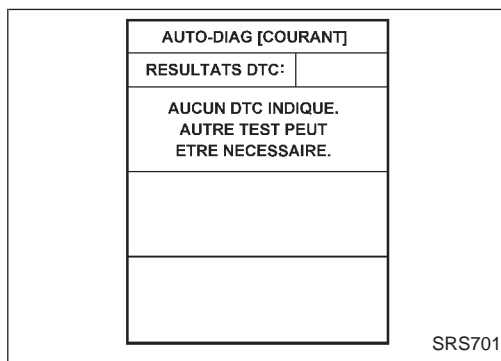 AUTO-DIAG [COURANT]
RESULTATS DTC:
AUCUN DTC INDIQUE.
AUTRE TEST PEUT
ETRE NECESSAIRE.
SRS701